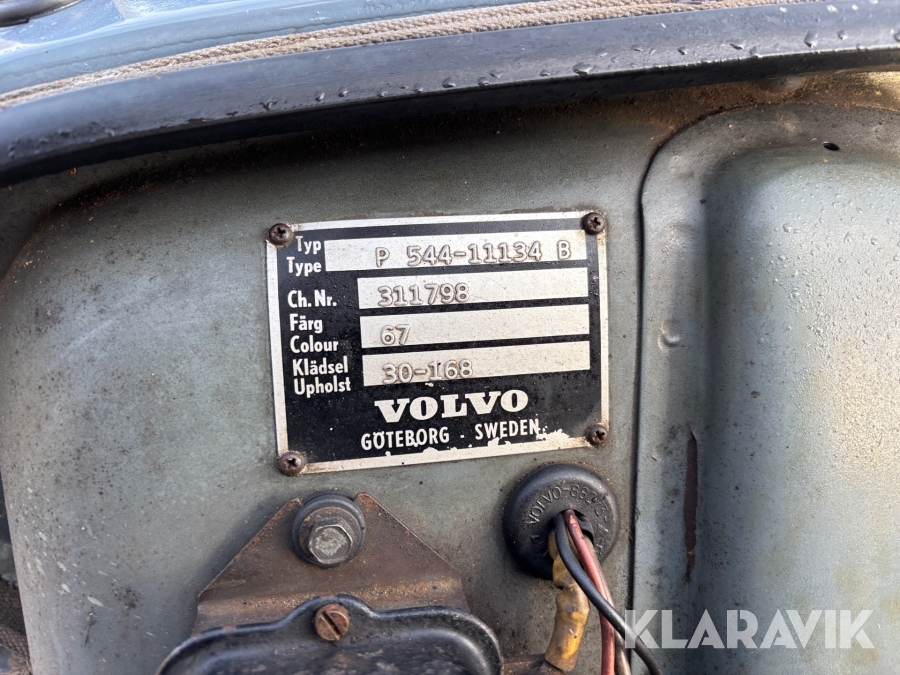 Typ
Type P 544-11134 B
Ch. Nr. 311798
Färg
Colour 67
Klädsel
Upholst 30-168
VOLVO
GÖTEBORG · SWEDEN
KLARAVIK